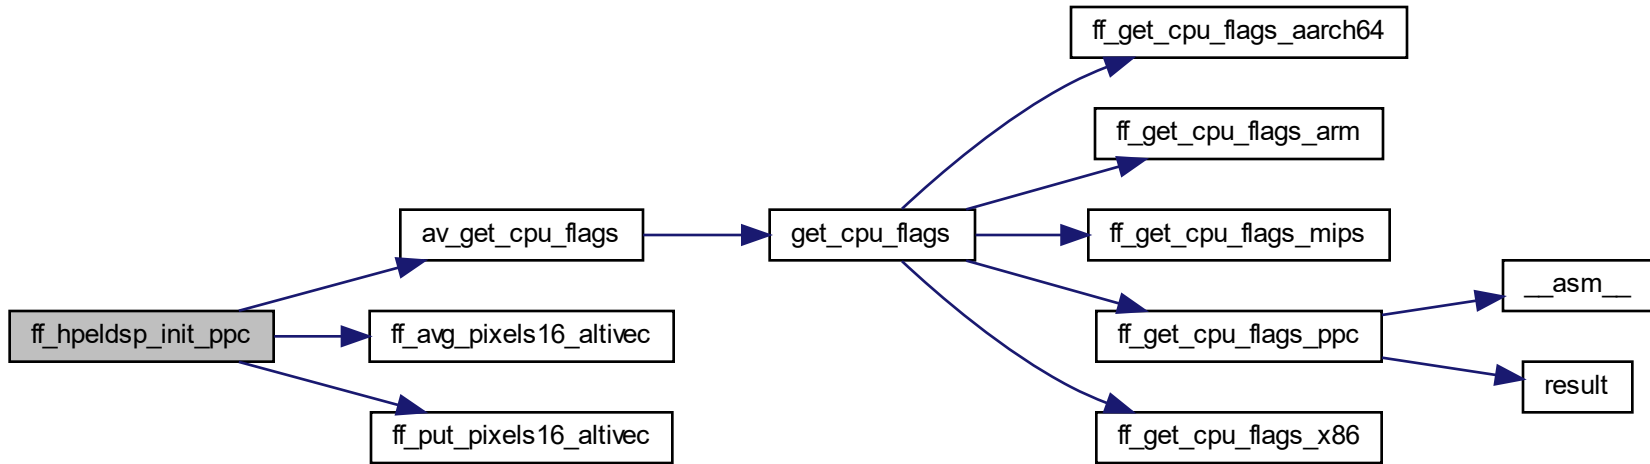 ff_hpeldsp_init_ppc
av_get_cpu_flags
ff_avg_pixels16_altivec
ff_put_pixels16_altivec
get_cpu_flags
ff_get_cpu_flags_aarch64
ff_get_cpu_flags_arm
ff_get_cpu_flags_mips
ff_get_cpu_flags_ppc
ff_get_cpu_flags_x86
__asm__
result